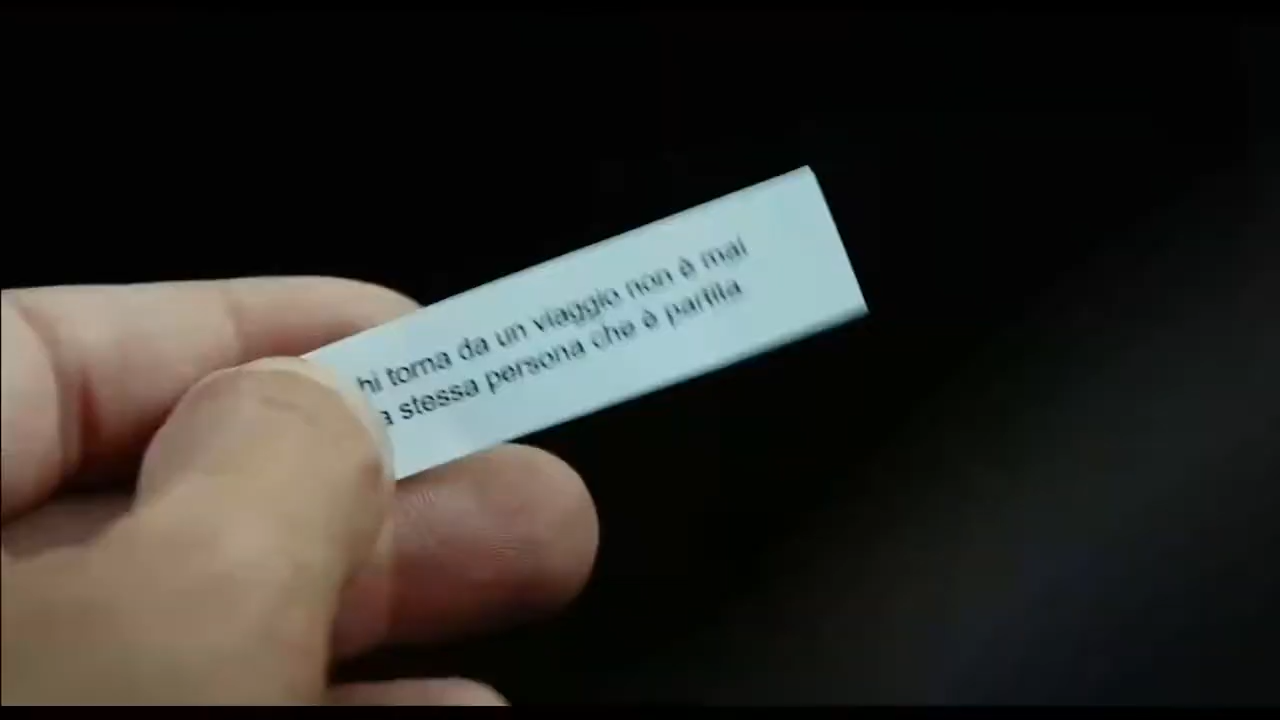 hi torna da un viaggio non è mai
a stessa persona che è partita